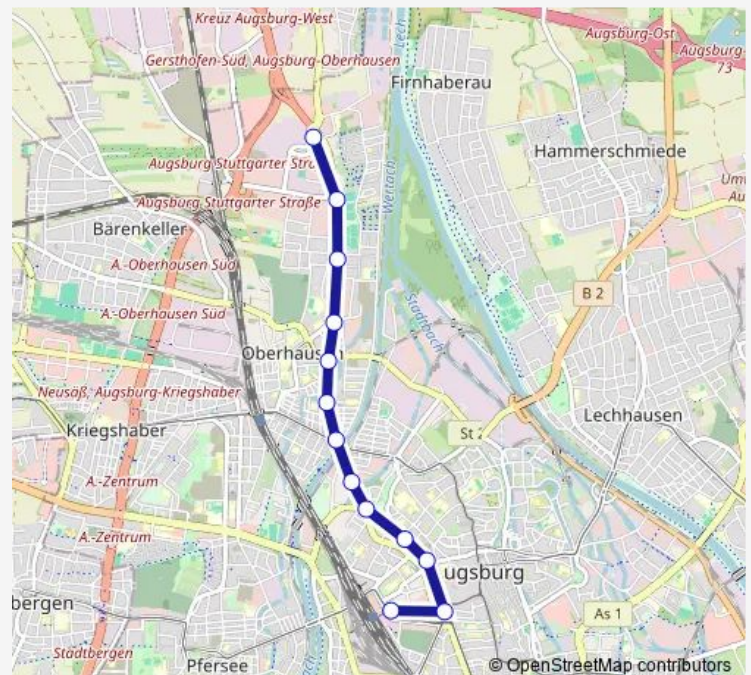 Kreuz Augsburg-West
Augsburg-Ost
Augsburg
73
Gersthofen-Süd, Augsburg-Oberhausen
Firnhaberau
Lech
Hammerschmiede
Augsburg Stuttgarter Stra
Wertach
Augsburg Stuttgarter Straße
Bärenkeller
A.-Oberhausen Süd
B 2
A.-Oberhausen Süd
Stadtbach
Oberhausen
Neusäß, Augsburg-Kriegshaber
Lechhausen
Kriegshaber
St 2
A.-Zentrum
A.-Zentrum
ugsburg
bergen
As 1
Stadtbergen
Pfersee
© OpenStreetMap contributors